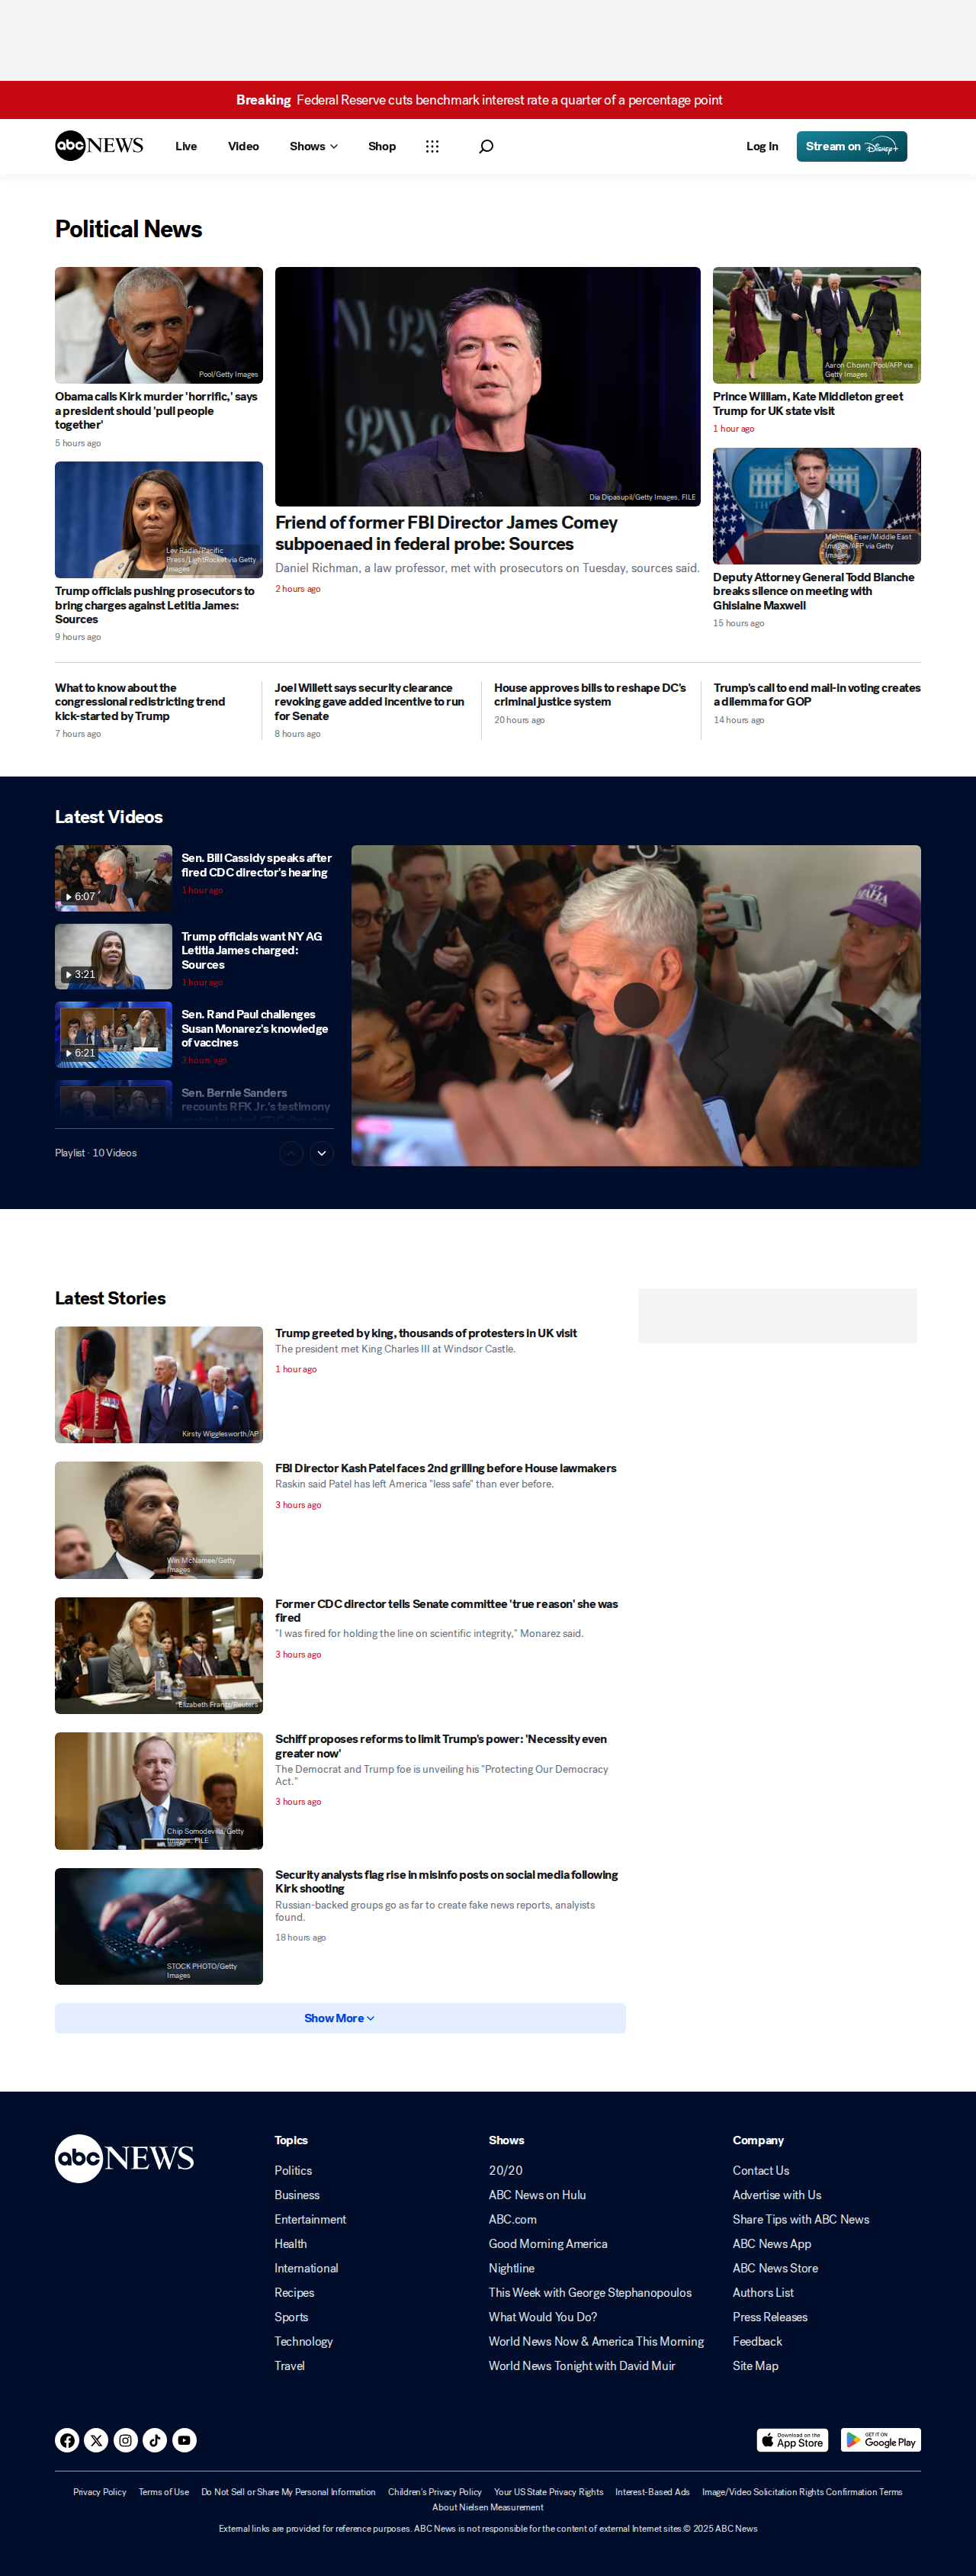 Breaking Federal Reserve cuts benchmark interest rate a quarter of a percentage point
abc NEWS Live Video Shows Shop Log In Stream on Disney+
Political News
Pool/Getty Images
Obama calls Kirk murder 'horrific,' says
a president should 'pull people
together'
5 hours ago
Lev Radin/Pacific
Press/LightRocket via Getty
Images
Trump officials pushing prosecutors to
bring charges against Letitia James:
Sources
9 hours ago
Dia Dipasupil/Getty Images, FILE
Friend of former FBI Director James Comey
subpoenaed in federal probe: Sources
Daniel Richman, a law professor, met with prosecutors on Tuesday, sources said.
2 hours ago
Aaron Chown/Pool/AFP via
Getty Images
Prince William, Kate Middleton greet
Trump for UK state visit
1 hour ago
Mehmet Eser/Middle East
Images/AFP via Getty
Images
Deputy Attorney General Todd Blanche
breaks silence on meeting with
Ghislaine Maxwell
15 hours ago
What to know about the
congressional redistricting trend
kick-started by Trump
7 hours ago
Joel Willett says security clearance
revoking gave added incentive to run
for Senate
8 hours ago
House approves bills to reshape DC's
criminal justice system
20 hours ago
Trump's call to end mail-in voting creates
a dilemma for GOP
14 hours ago
Latest Videos
6:07
Sen. Bill Cassidy speaks after
fired CDC director's hearing
1 hour ago
3:21
Trump officials want NY AG
Letitia James charged:
Sources
1 hour ago
6:21
Sen. Rand Paul challenges
Susan Monarez's knowledge
of vaccines
3 hours ago
Sen. Bernie Sanders
recounts RFK Jr.'s testimony
Playlist · 10 Videos
MAHA
Latest Stories
Kirsty Wigglesworth/AP
Trump greeted by king, thousands of protesters in UK visit
The president met King Charles III at Windsor Castle.
1 hour ago
Win McNamee/Getty
Images
FBI Director Kash Patel faces 2nd grilling before House lawmakers
Raskin said Patel has left America "less safe" than ever before.
3 hours ago
Elizabeth Frantz/Reuters
Former CDC director tells Senate committee 'true reason' she was
fired
"I was fired for holding the line on scientific integrity," Monarez said.
3 hours ago
Chip Somodevilla/Getty
Images, FILE
Schiff proposes reforms to limit Trump's power: 'Necessity even
greater now'
The Democrat and Trump foe is unveiling his "Protecting Our Democracy
Act."
3 hours ago
STOCK PHOTO/Getty
Images
Security analysts flag rise in misinfo posts on social media following
Kirk shooting
Russian-backed groups go as far to create fake news reports, analyists
found.
18 hours ago
Show More
abc NEWS
Topics
Politics
Business
Entertainment
Health
International
Recipes
Sports
Technology
Travel
Shows
20/20
ABC News on Hulu
ABC.com
Good Morning America
Nightline
This Week with George Stephanopoulos
What Would You Do?
World News Now & America This Morning
World News Tonight with David Muir
Company
Contact Us
Advertise with Us
Share Tips with ABC News
ABC News App
ABC News Store
Authors List
Press Releases
Feedback
Site Map
Download on the
App Store
GET IT ON
Google Play
Privacy Policy Terms of Use Do Not Sell or Share My Personal Information Children's Privacy Policy Your US State Privacy Rights Interest-Based Ads Image/Video Solicitation Rights Confirmation Terms
About Nielsen Measurement
External links are provided for reference purposes. ABC News is not responsible for the content of external Internet sites.© 2025 ABC News